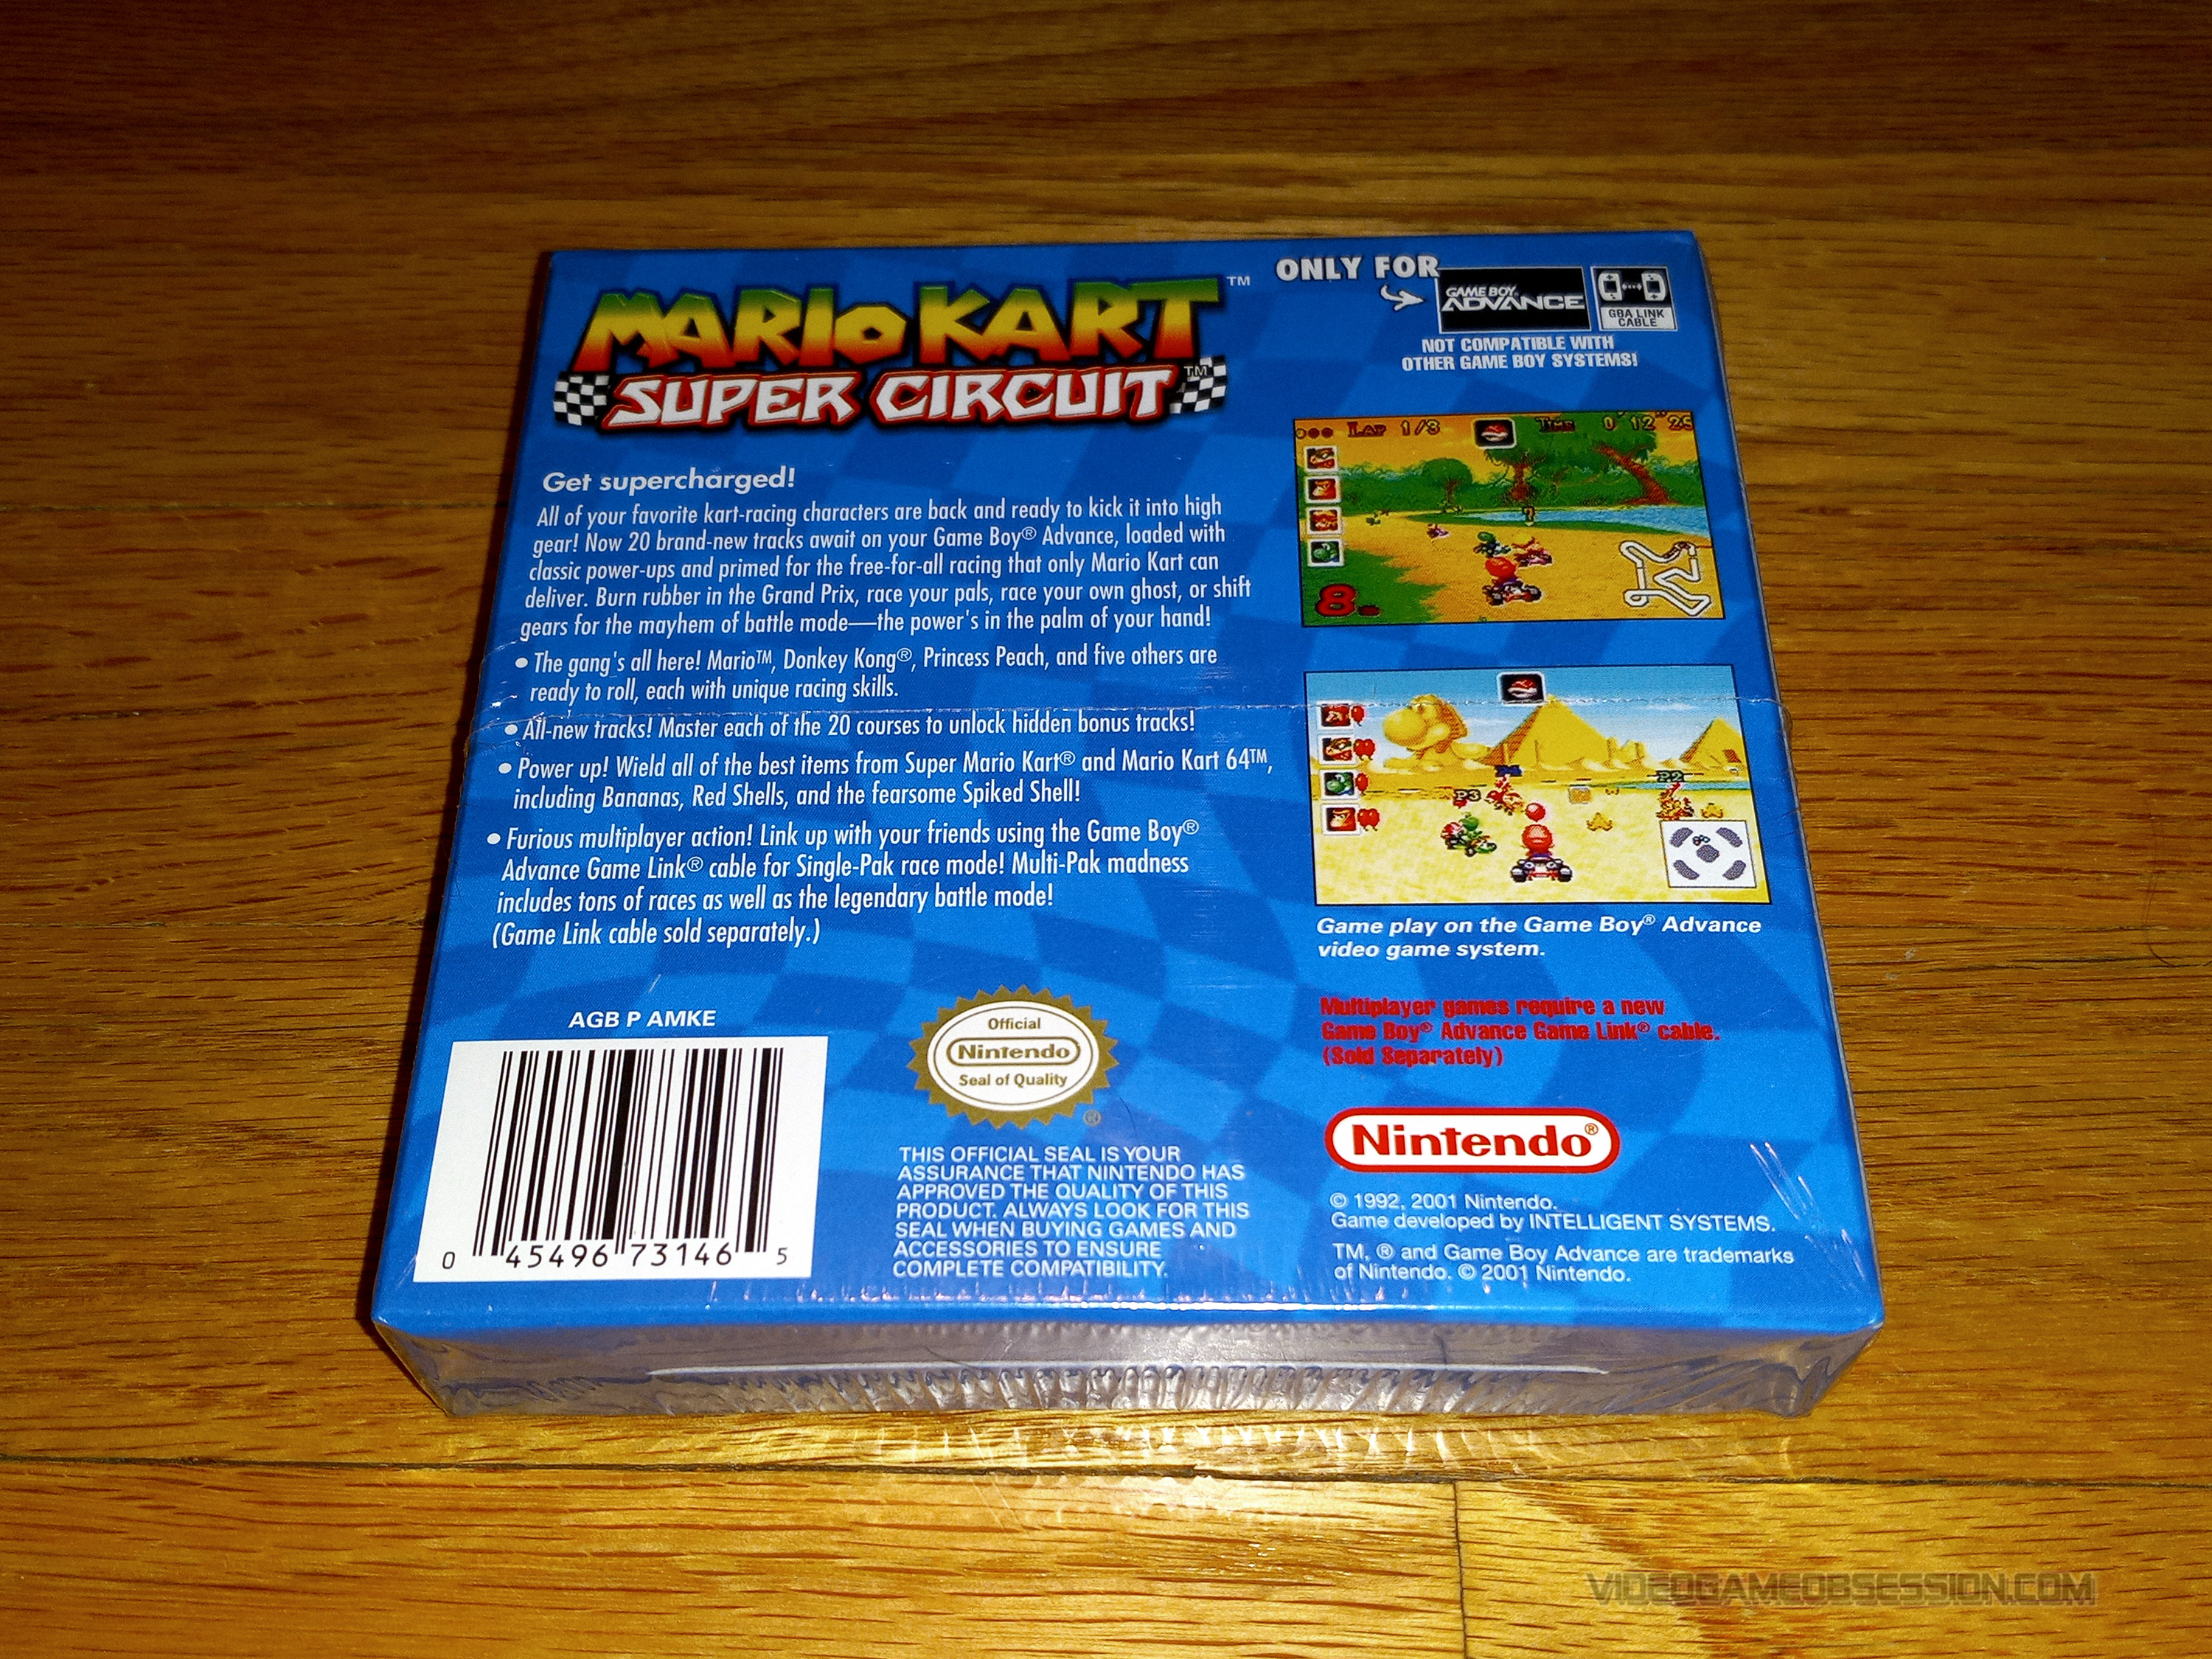 MARIO KART™
SUPER CIRCUIT™
ONLY FOR
GAME BOY ADVANCE
GBA LINK
CABLE
NOT COMPATIBLE WITH
OTHER GAME BOY SYSTEMS!
Get supercharged!
All of your favorite kart-racing characters are back and ready to kick it into high
gear! Now 20 brand-new tracks await on your Game Boy® Advance, loaded with
classic power-ups and primed for the free-for-all racing that only Mario Kart can
deliver. Burn rubber in the Grand Prix, race your pals, race your own ghost, or shift
gears for the mayhem of battle mode—the power's in the palm of your hand!
• The gang's all here! Mario™, Donkey Kong®, Princess Peach, and five others are
ready to roll, each with unique racing skills.
• All-new tracks! Master each of the 20 courses to unlock hidden bonus tracks!
• Power up! Wield all of the best items from Super Mario Kart® and Mario Kart 64™,
including Bananas, Red Shells, and the fearsome Spiked Shell!
• Furious multiplayer action! Link up with your friends using the Game Boy®
Advance Game Link® cable for Single-Pak race mode! Multi-Pak madness
includes tons of races as well as the legendary battle mode!
(Game Link cable sold separately.)
LAP 1/3 TIME 0 12 25
8
P3
P2
Game play on the Game Boy® Advance
video game system.
Multiplayer games require a new
Game Boy® Advance Game Link® cable.
(Sold Separately)
AGB P AMKE
0 45496 73146 5
Official
Nintendo
Seal of Quality
®
THIS OFFICIAL SEAL IS YOUR
ASSURANCE THAT NINTENDO HAS
APPROVED THE QUALITY OF THIS
PRODUCT. ALWAYS LOOK FOR THIS
SEAL WHEN BUYING GAMES AND
ACCESSORIES TO ENSURE
COMPLETE COMPATIBILITY.
Nintendo®
© 1992, 2001 Nintendo.
Game developed by INTELLIGENT SYSTEMS.
TM, ® and Game Boy Advance are trademarks
of Nintendo. © 2001 Nintendo.
VIDEOGAMEOBSESSION.COM